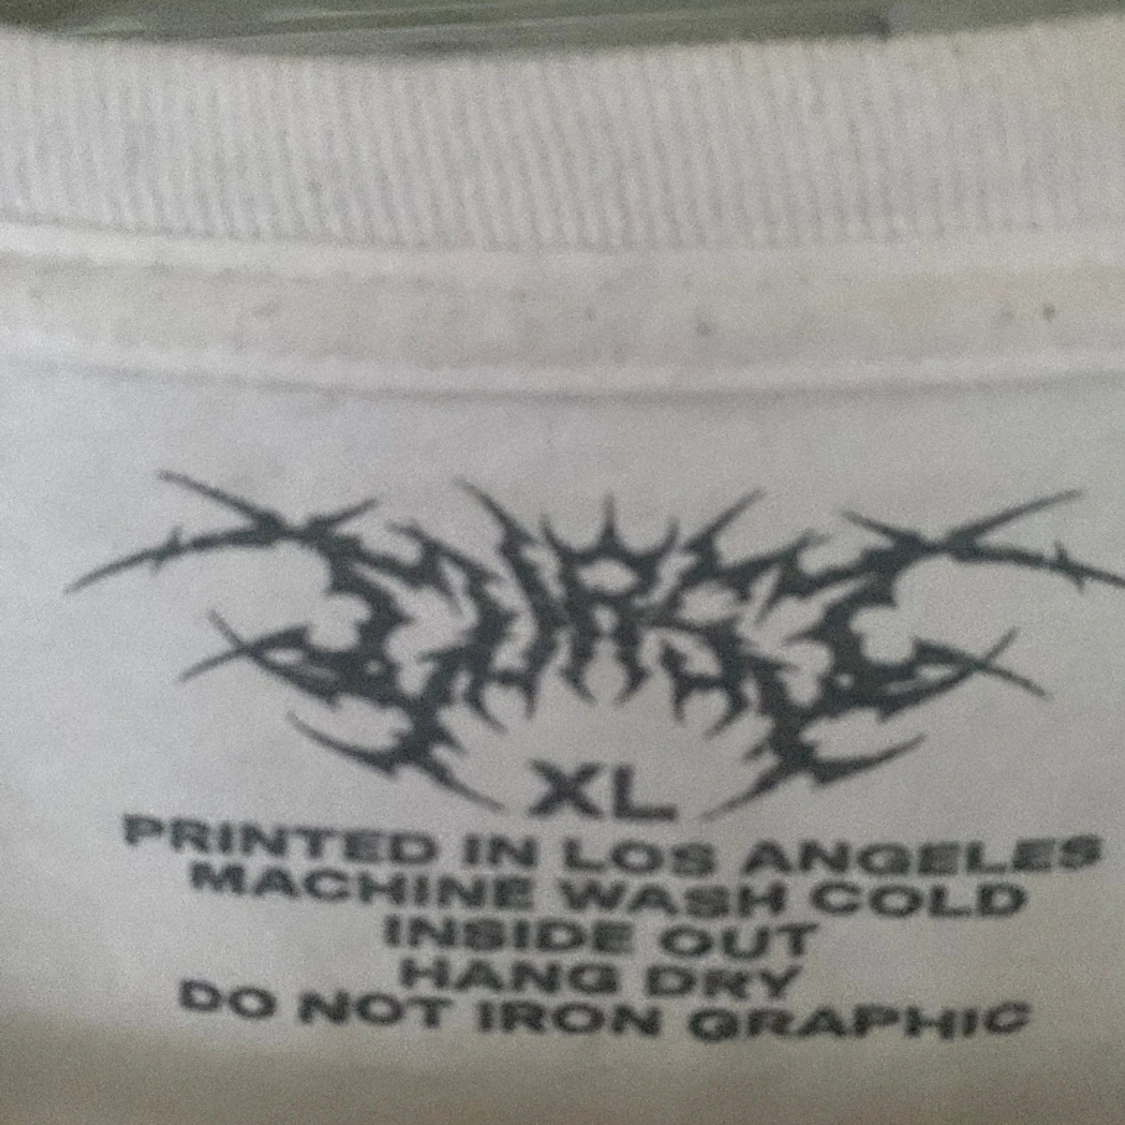 XL
PRINTED IN LOS ANGELES
MACHINE WASH COLD
INSIDE OUT
HANG DRY
DO NOT IRON GRAPHIC